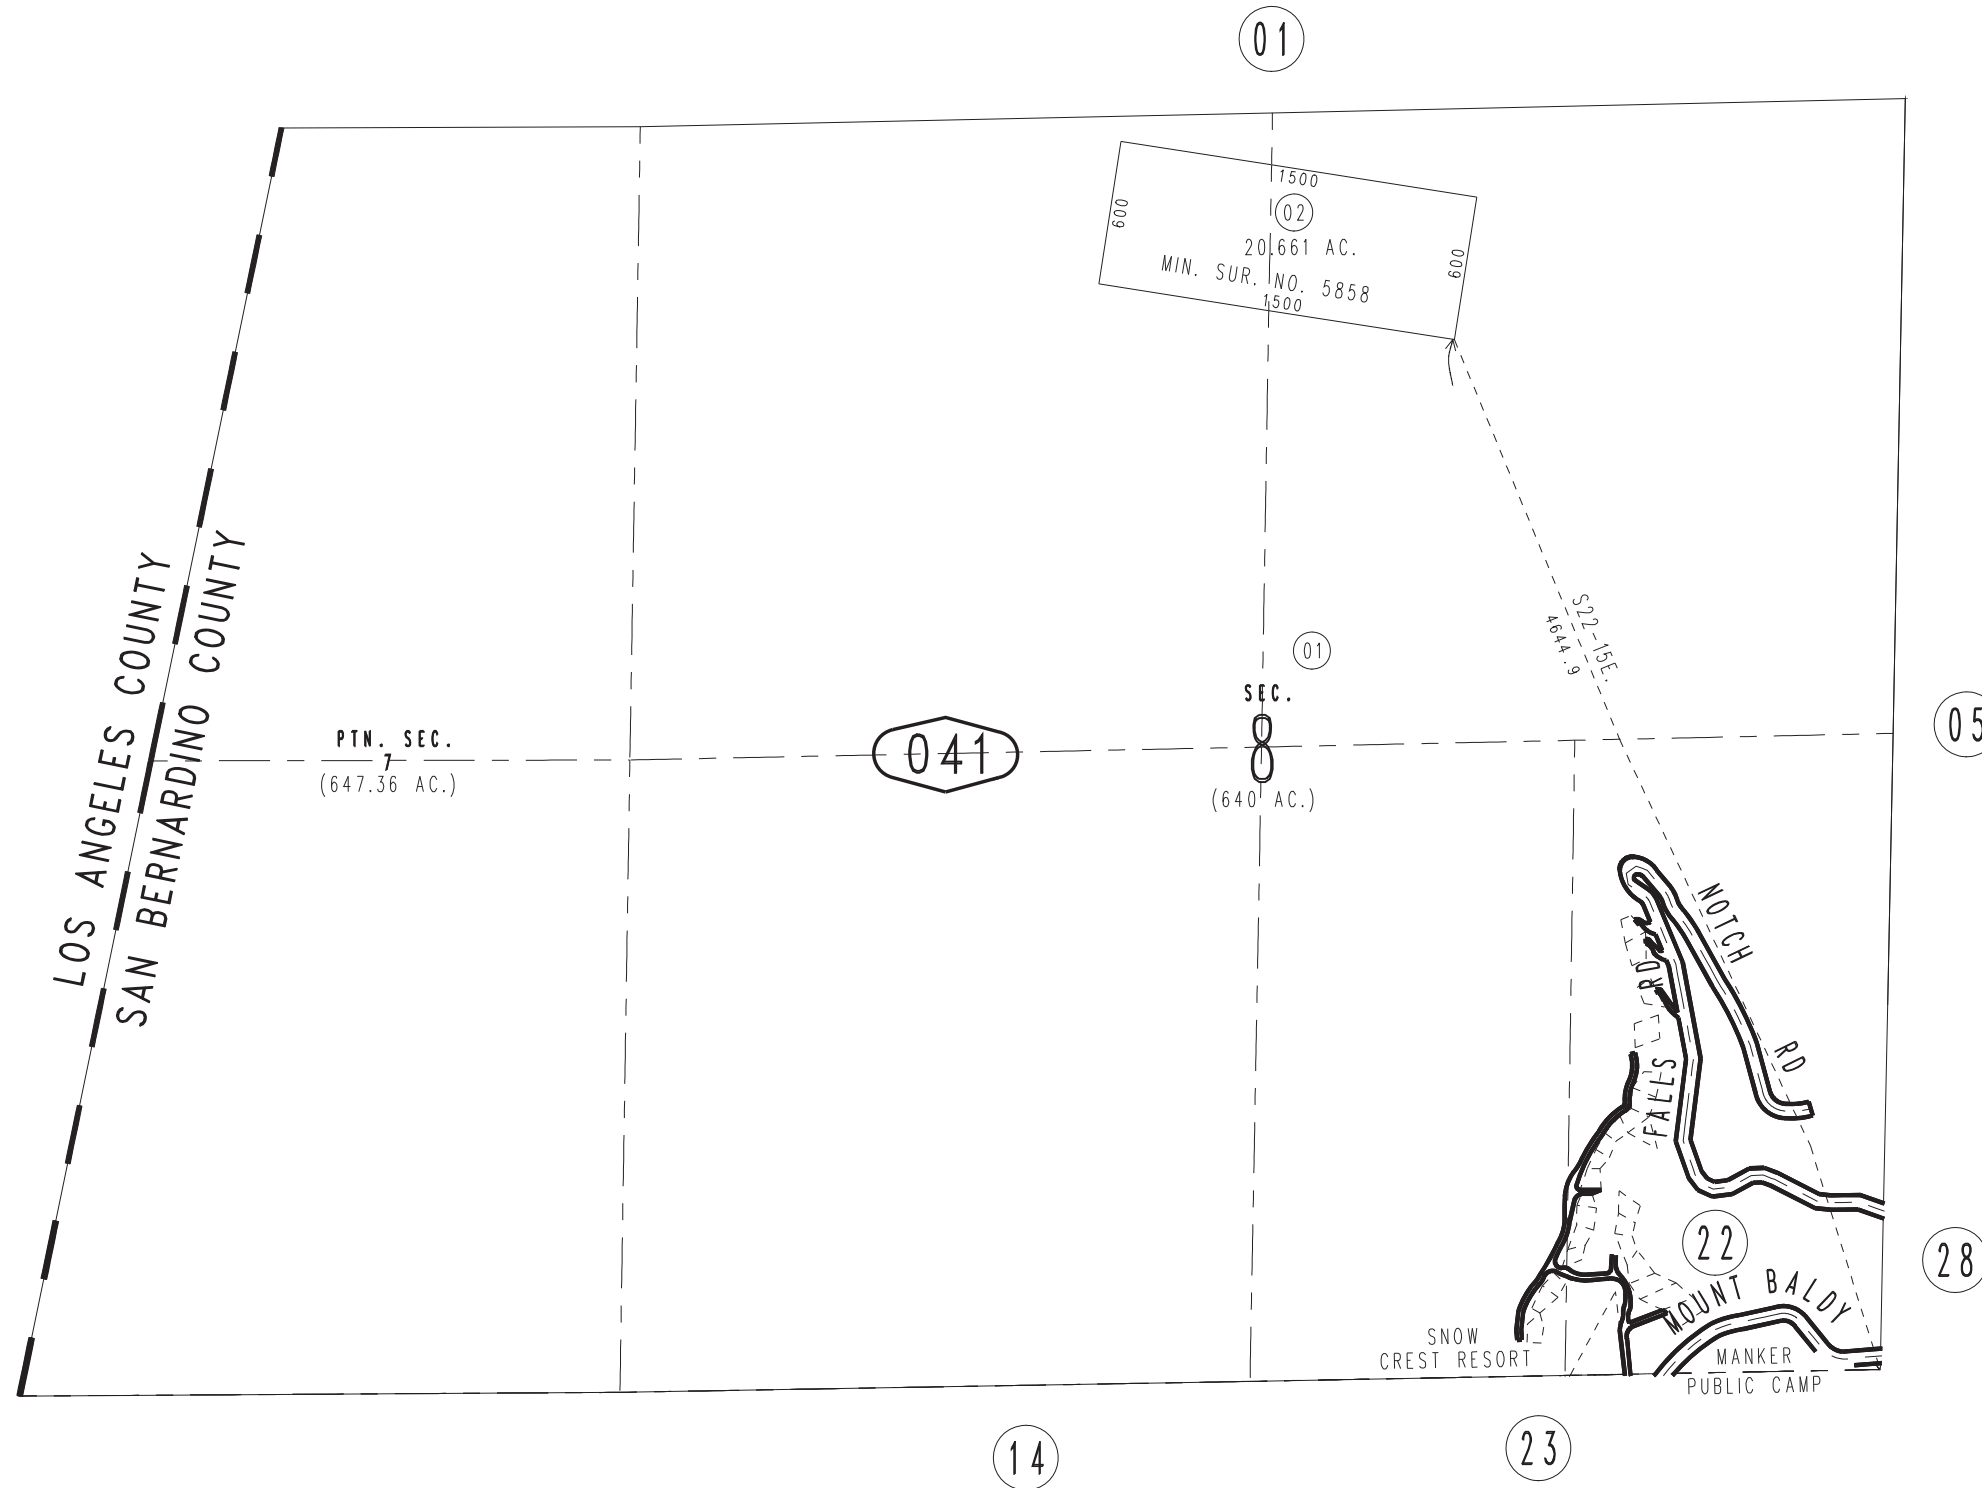 01
1500
600
02
20.661 AC.
600
MIN. SUR. NO. 5858
1500
LOS ANGELES COUNTY
SAN BERNARDINO COUNTY
S22-15E.
4644.9
01
SEC.
8
(640 AC.)
PTN. SEC.
7
(647.36 AC.)
041
05
NOTCH RD
FALLS RD
22
28
MOUNT BALDY
SNOW
CREST RESORT
MANKER
PUBLIC CAMP
14
23